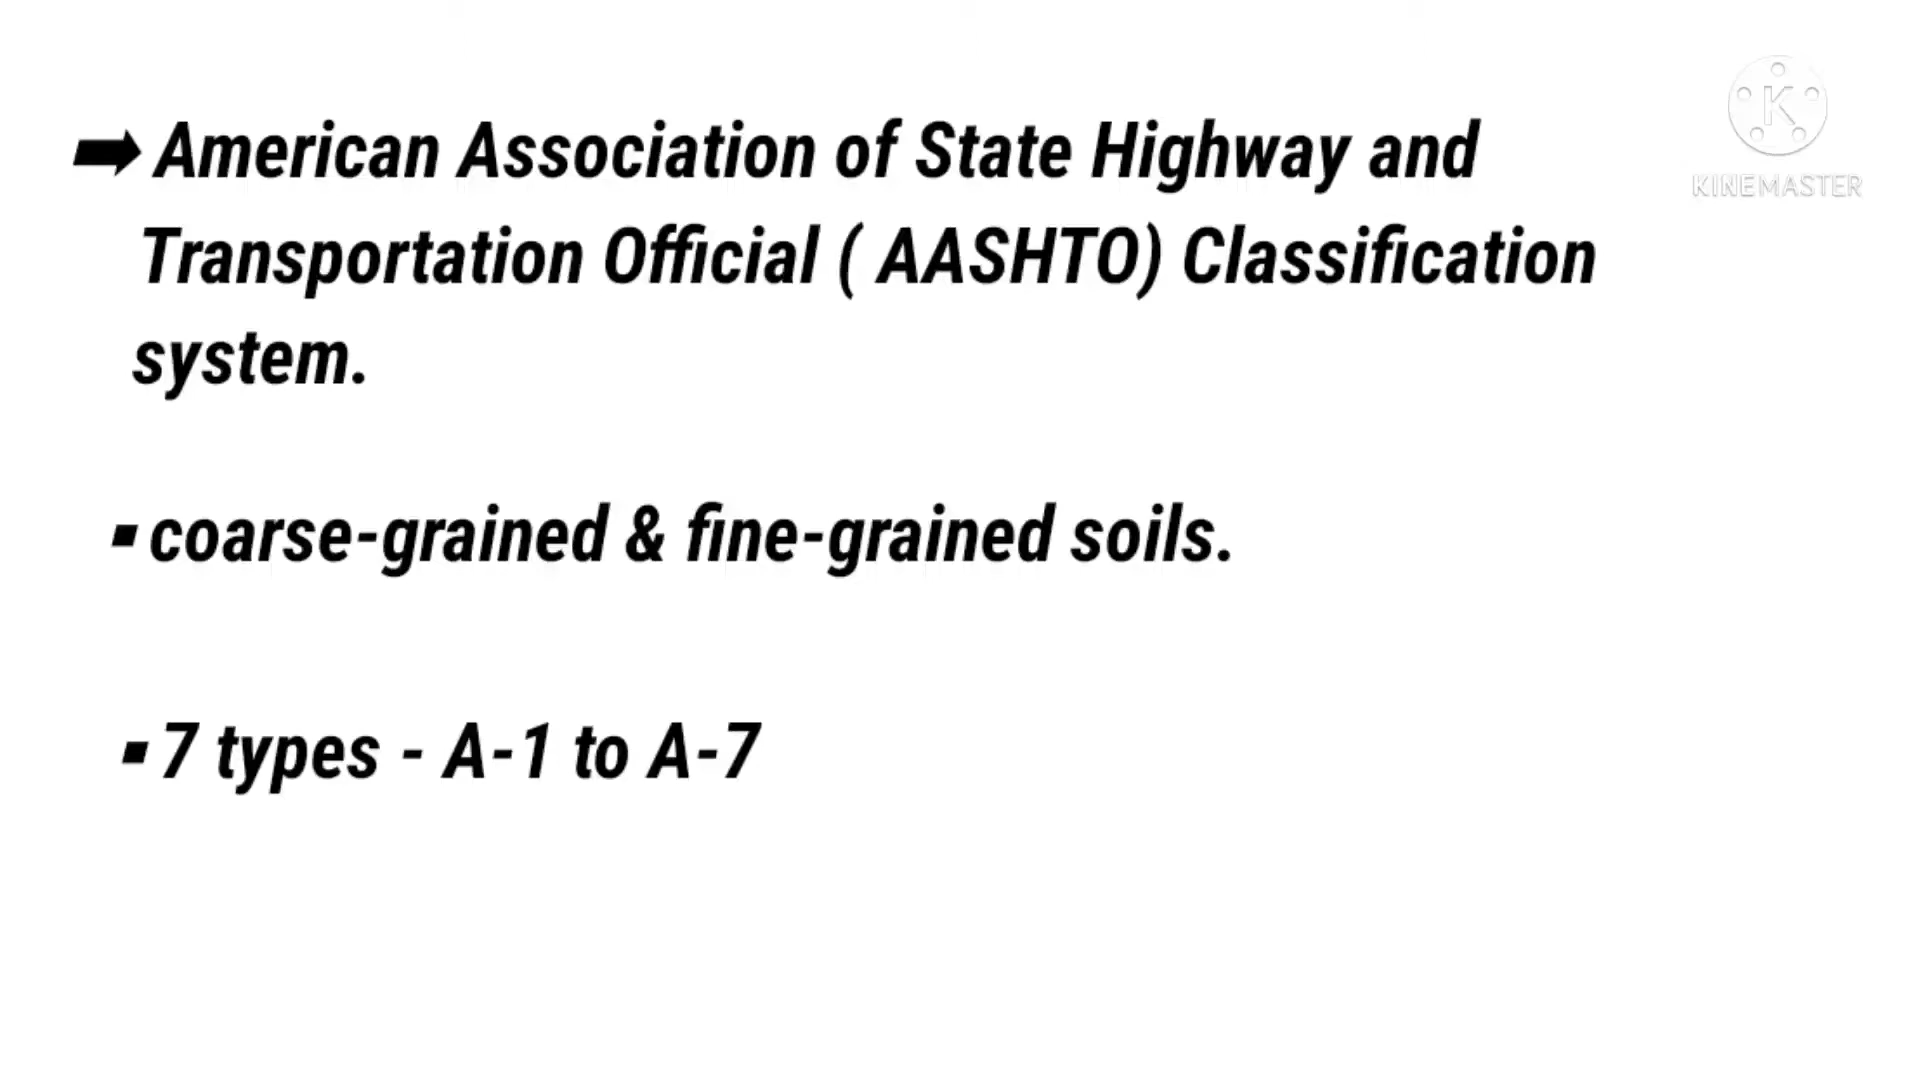 ➡ American Association of State Highway and
Transportation Official ( AASHTO) Classification
system.
▪ coarse-grained & fine-grained soils.
▪ 7 types - A-1 to A-7
K
KINEMASTER